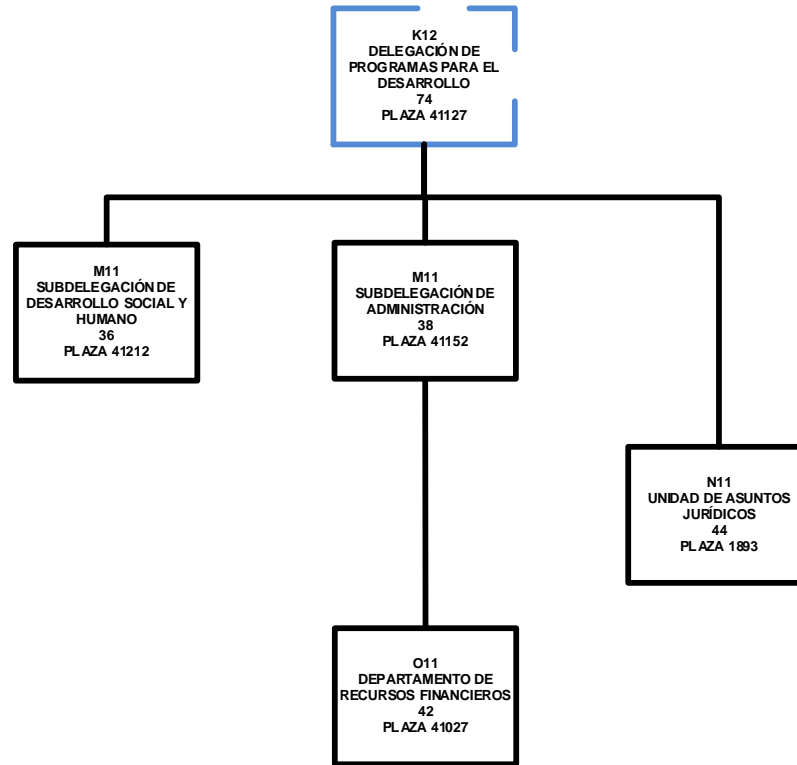 K12
DELEGACIÓN DE
PROGRAMAS PARA EL
DESARROLLO
74
PLAZA 41127
M11
SUBDELEGACIÓN DE
DESARROLLO SOCIAL Y
HUMANO
36
PLAZA 41212
M11
SUBDELEGACIÓN DE
ADMINISTRACIÓN
38
PLAZA 41152
N11
UNIDAD DE ASUNTOS
JURÍDICOS
44
PLAZA 1893
O11
DEPARTAMENTO DE
RECURSOS FINANCIEROS
42
PLAZA 41027